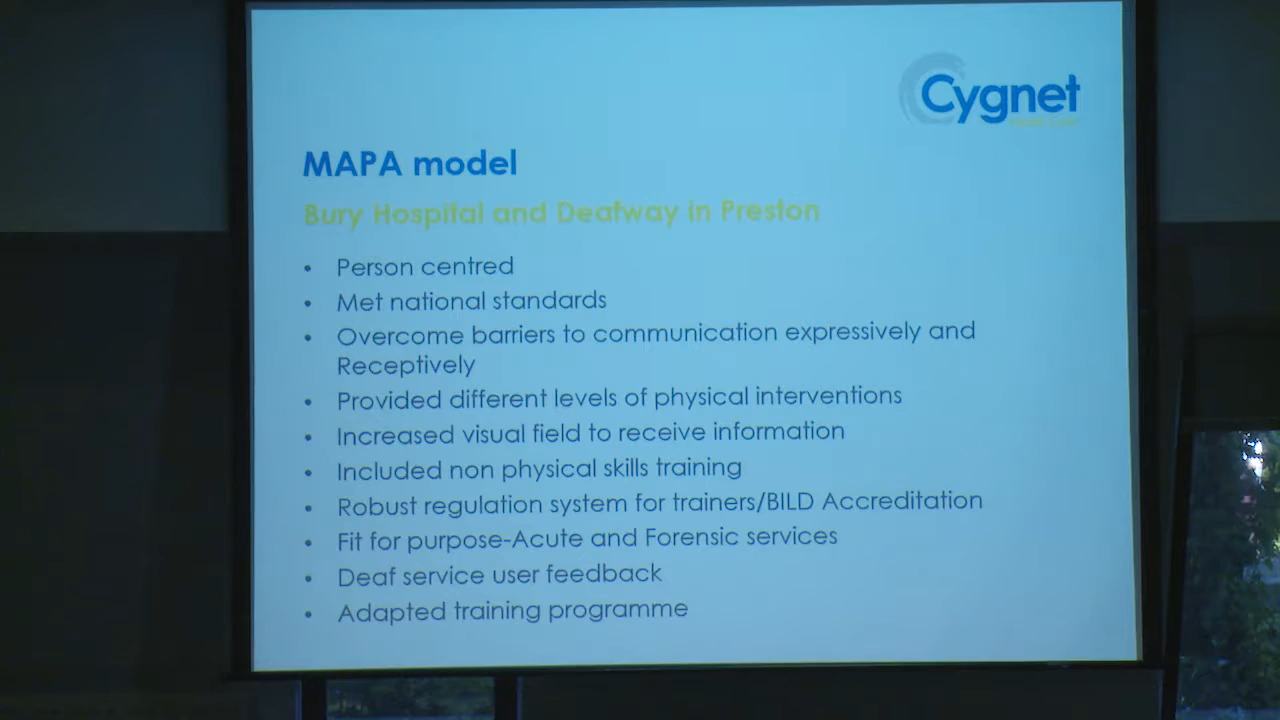 Cygnet
MAPA model
Bury Hospital and Deafway in Preston
• Person centred
• Met national standards
• Overcome barriers to communication expressively and
Receptively
• Provided different levels of physical interventions
• Increased visual field to receive information
• Included non physical skills training
• Robust regulation system for trainers/BILD Accreditation
• Fit for purpose-Acute and Forensic services
• Deaf service user feedback
• Adapted training programme